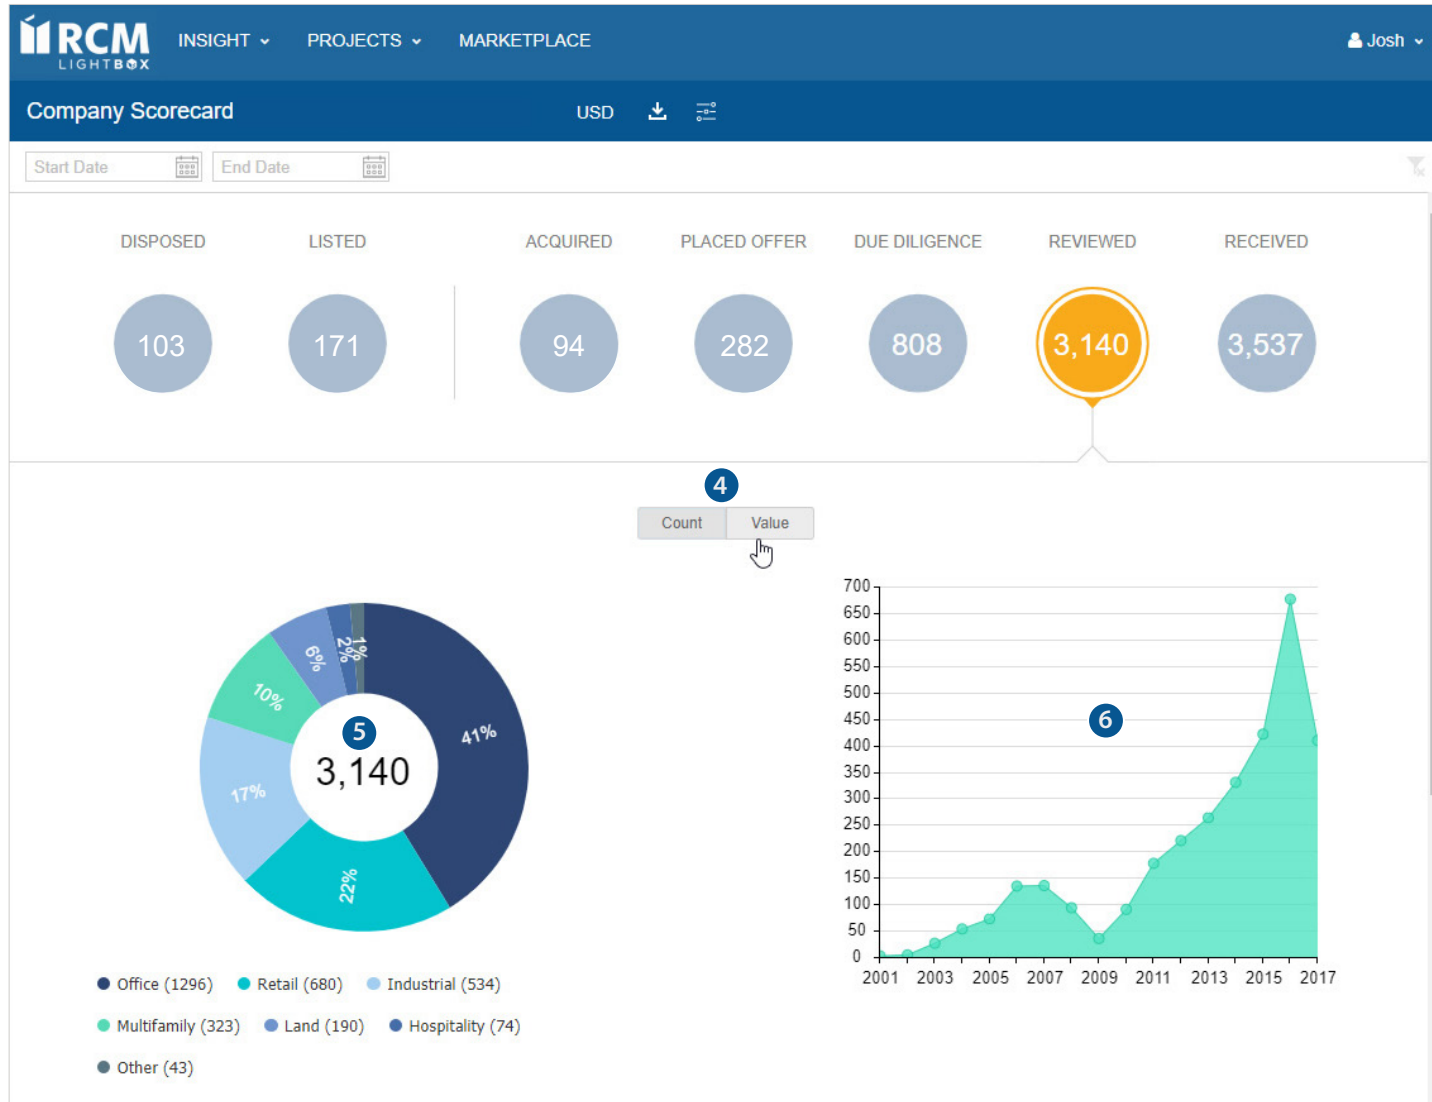 RCM
LIGHTBOX
INSIGHT PROJECTS MARKETPLACE Josh
Company Scorecard USD
Start Date End Date
DISPOSED LISTED ACQUIRED PLACED OFFER DUE DILIGENCE REVIEWED RECEIVED
103 171 94 282 808 3,140 3,537
4
Count Value
41%
22%
17%
10%
6%
2%
1%
5
3,140
Office (1296) Retail (680) Industrial (534)
Multifamily (323) Land (190) Hospitality (74)
Other (43)
700
650
600
550
500
450
400
350
300
250
200
150
100
50
0
6
2001 2003 2005 2007 2009 2011 2013 2015 2017